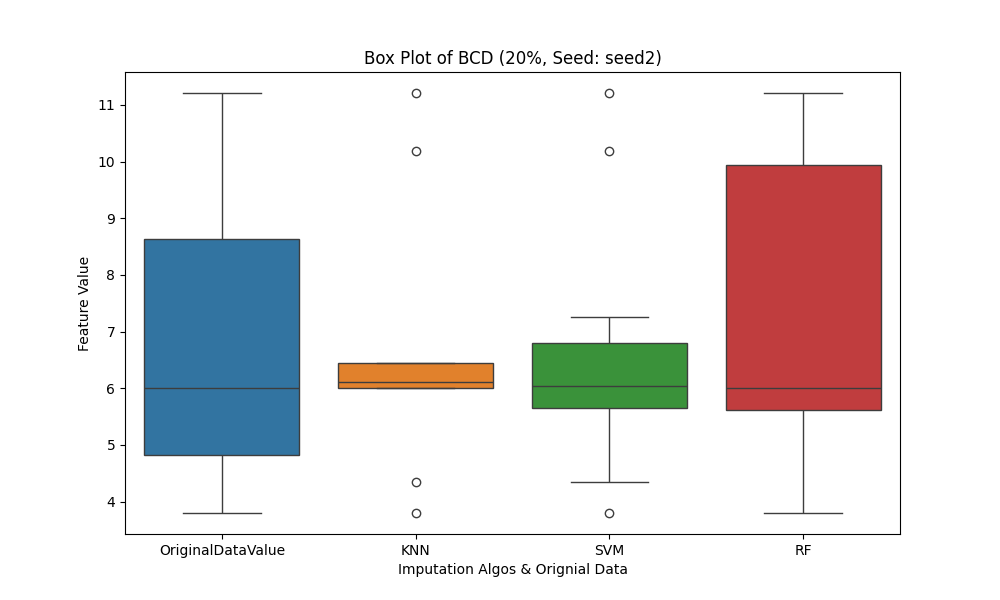 Box Plot of BCD (20%, Seed: seed2)
Feature Value
11
10
9
8
7
6
5
4
OriginalDataValue KNN SVM RF
Imputation Algos & Orignial Data